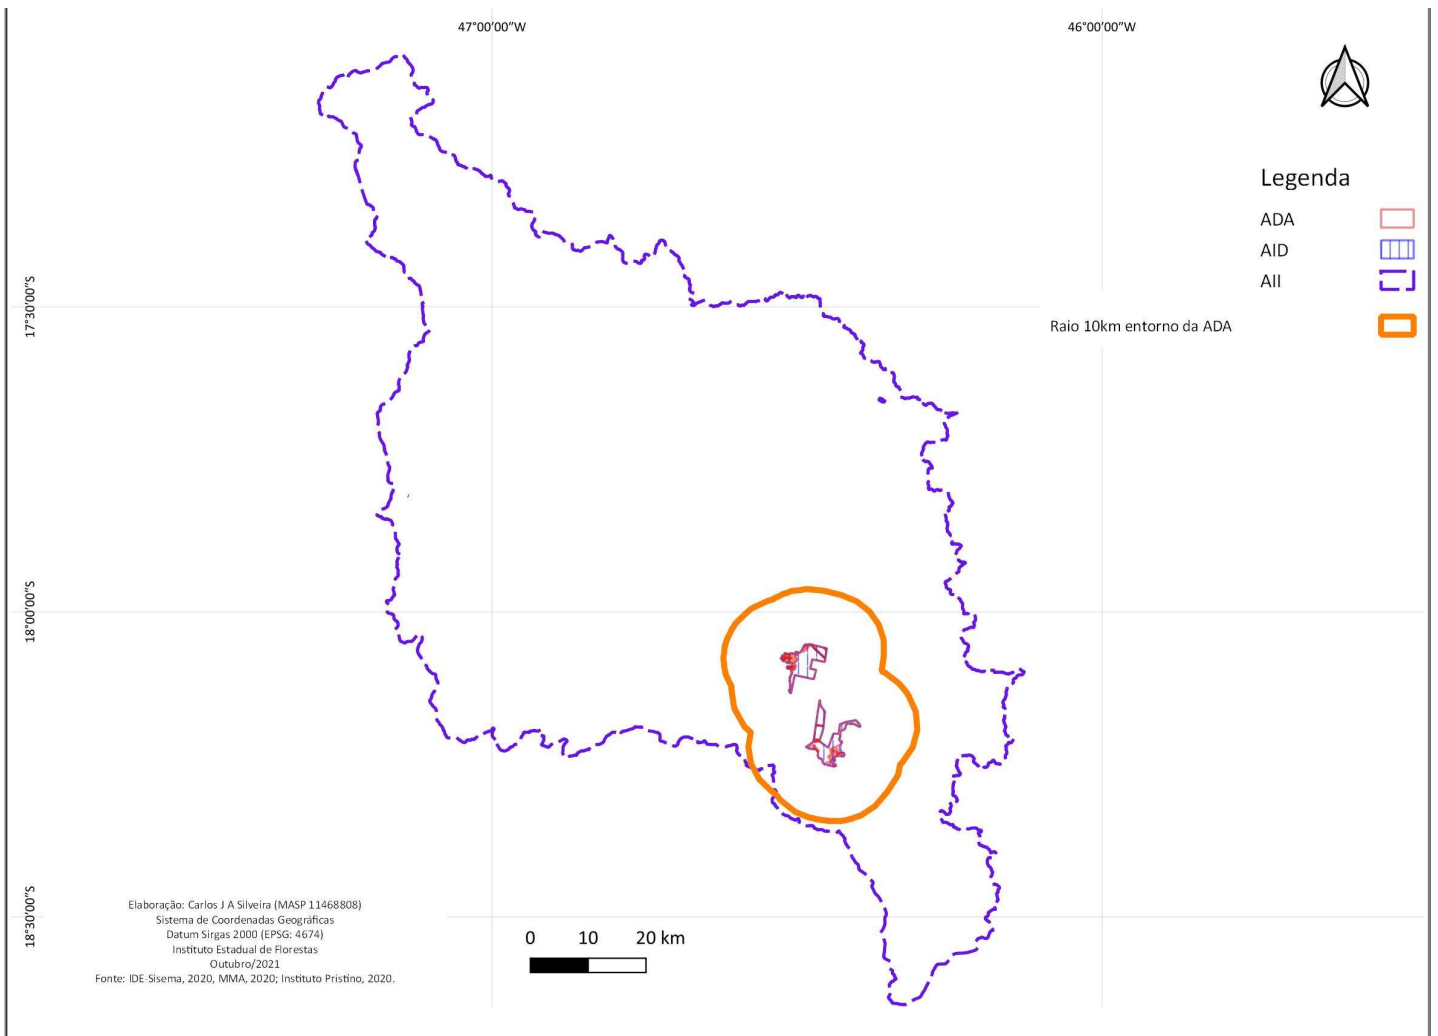 47°00'00"W
46°00'00"W
Legenda
ADA
AID
AII
Raio 10km entorno da ADA
17°30'00"S
18°00'00"S
18°30'00"S
Elaboração: Carlos J A Silveira (MASP 11468808)
Sistema de Coordenadas Geográficas
Datum Sirgas 2000 (EPSG: 4674)
Instituto Estadual de Florestas
Outubro/2021
Fonte: IDE-Sisema, 2020, MMA, 2020; Instituto Pristino, 2020.
0 10 20 km